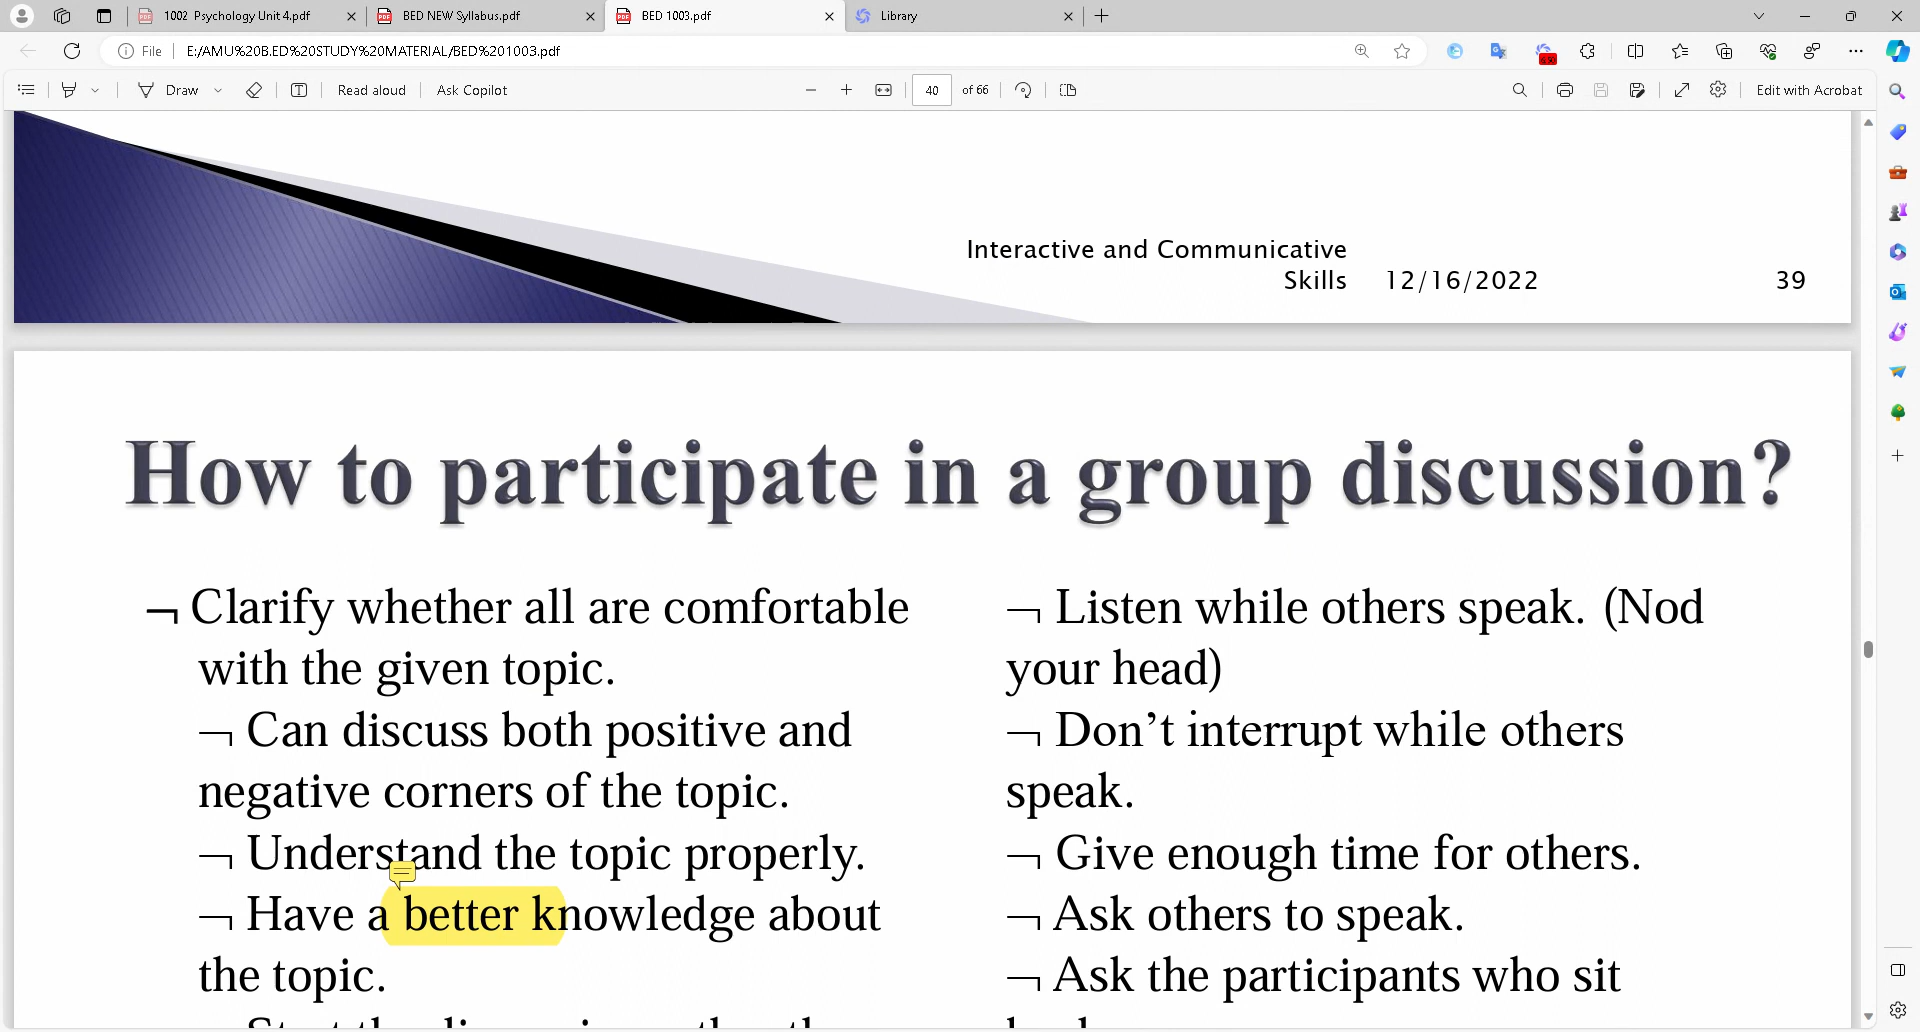 1002 Psychology Unit 4.pdf
BED NEW Syllabus.pdf
BED 1003.pdf
Library
File
E:/AMU%20B.ED%20STUDY%20MATERIAL/BED%201003.pdf
Draw
Read aloud
Ask Copilot
40
of 66
Edit with Acrobat
Interactive and Communicative
Skills 12/16/2022 39
How to participate in a group discussion?
¬ Clarify whether all are comfortable
with the given topic.
¬ Can discuss both positive and
negative corners of the topic.
¬ Understand the topic properly.
¬ Have a better knowledge about
the topic.
¬ Listen while others speak. (Nod
your head)
¬ Don’t interrupt while others
speak.
¬ Give enough time for others.
¬ Ask others to speak.
¬ Ask the participants who sit